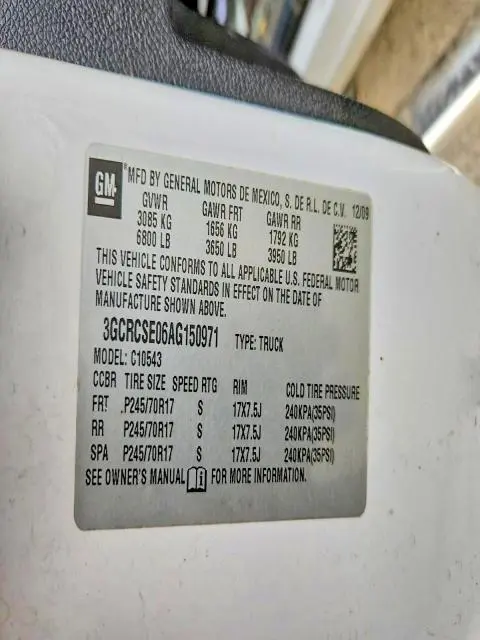 GM ®MFD BY GENERAL MOTORS DE MEXICO, S. DE R.L. DE C.V. 12/09
GVWR GAWR FRT GAWR RR
3085 KG 1656 KG 1792 KG
6800 LB 3650 LB 3950 LB
THIS VEHICLE CONFORMS TO ALL APPLICABLE U.S. FEDERAL MOTOR
VEHICLE SAFETY STANDARDS IN EFFECT ON THE DATE OF
MANUFACTURE SHOWN ABOVE.
3GCRCSE06AG150971 TYPE: TRUCK
MODEL: C10543
CCBR TIRE SIZE SPEED RTG RIM COLD TIRE PRESSURE
FRT .P245/70R17 S 17X7.5J 240KPA(35PSI)
RR P245/70R17 S 17X7.5J 240KPA(35PSI)
SPA P245/70R17 S 17X7.5J 240KPA(35PSI)
SEE OWNER'S MANUAL FOR MORE INFORMATION.